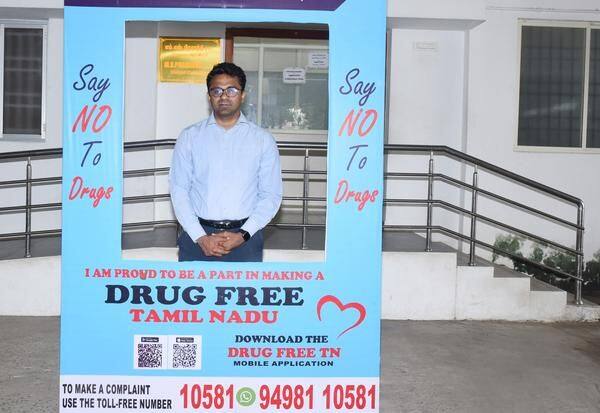 Say
NO
To
Drugs
Say
NO
To
Drugs
I AM PROUD TO BE A PART IN MAKING A
DRUG FREE
TAMIL NADU
DOWNLOAD THE
DRUG FREE TN
MOBILE APPLICATION
TO MAKE A COMPLAINT
USE THE TOLL-FREE NUMBER
10581 94981 10581